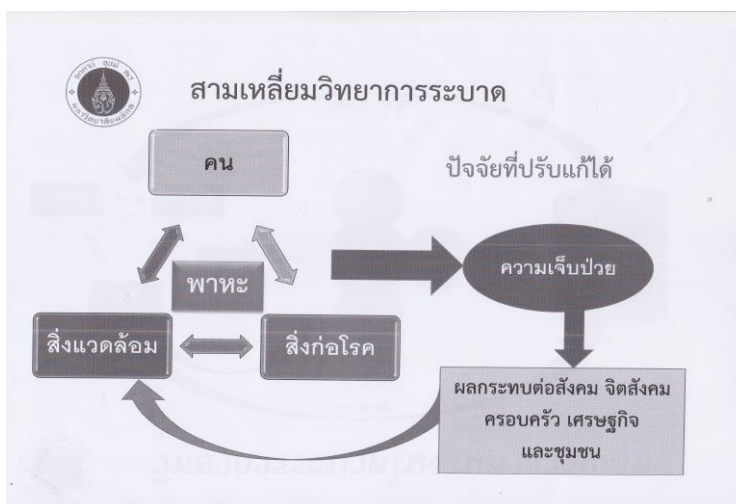 สามเหลี่ยมวิทยาการระบาด
คน
ปัจจัยที่ปรับแก้ได้
พาหะ
ความเจ็บป่วย
สิ่งแวดล้อม
สิ่งก่อโรค
ผลกระทบต่อสังคม จิตสังคม
ครอบครัว เศรษฐกิจ
และชุมชน